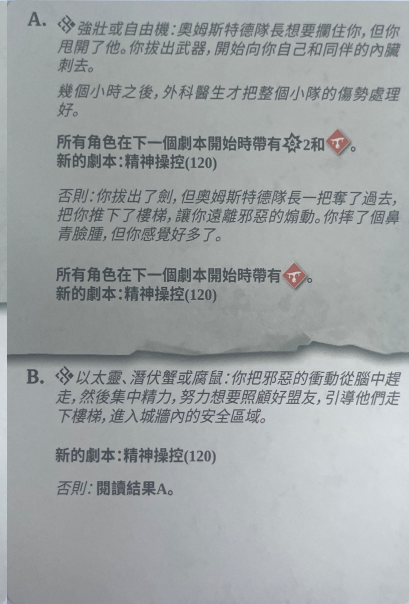 A. 強壯或自由機：奧姆斯特德隊長想要攔住你，但你
甩開了他。你拔出武器，開始向你自己和同伴的內臟
刺去。
幾個小時之後，外科醫生才把整個小隊的傷勢處理
好。
所有角色在下一個劇本開始時帶有2和。
新的劇本：精神操控(120)
否則：你拔出了劍，但奧姆斯特德隊長一把奪了過去，
把你推下了樓梯，讓你遠離邪惡的煽動。你摔了個鼻
青臉腫，但你感覺好多了。
所有角色在下一個劇本開始時帶有。
新的劇本：精神操控(120)
B. 以太靈、潛伏蟹或腐鼠：你把邪惡的衝動從腦中趕
走，然後集中精力，努力想要照顧好盟友，引導他們走
下樓梯，進入城牆內的安全區域。
新的劇本：精神操控(120)
否則：閱讀結果A。